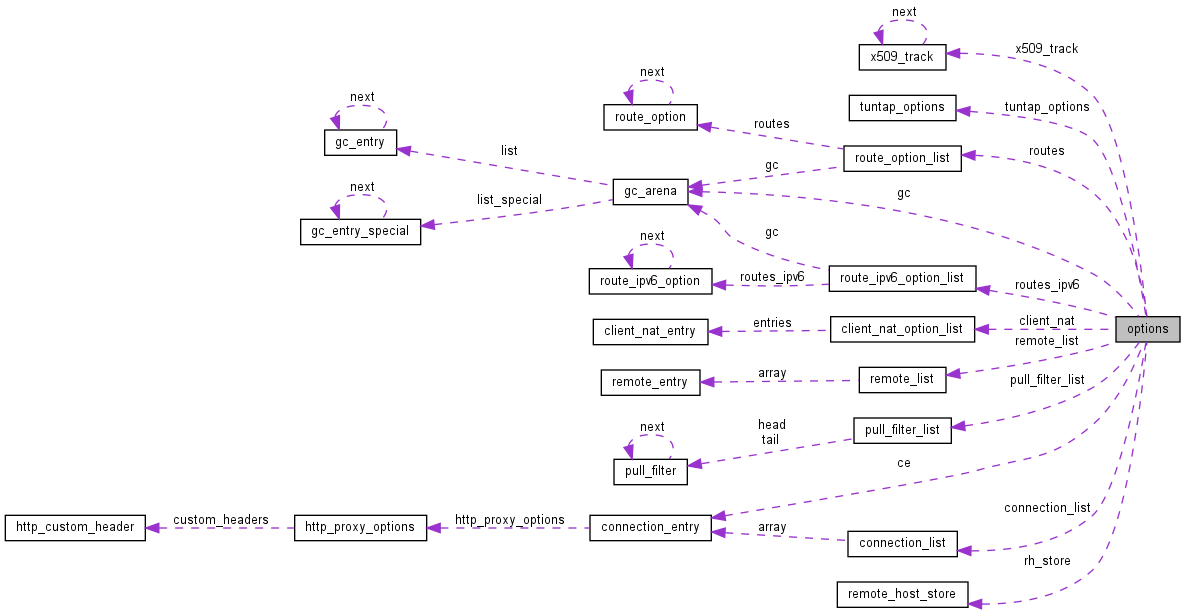 next
x509_track
x509_track
next
tuntap_options
tuntap_options
next
route_option
routes
gc_entry
list
route_option_list
routes
gc
next
gc_arena
gc
list_special
gc_entry_special
gc
next
route_ipv6_option
routes_ipv6
route_ipv6_option_list
routes_ipv6
client_nat_entry
entries
client_nat_option_list
client_nat
options
remote_list
remote_entry
array
remote_list
pull_filter_list
next
head
tail
pull_filter_list
pull_filter
ce
http_custom_header
custom_headers
http_proxy_options
http_proxy_options
connection_entry
array
connection_list
connection_list
rh_store
remote_host_store